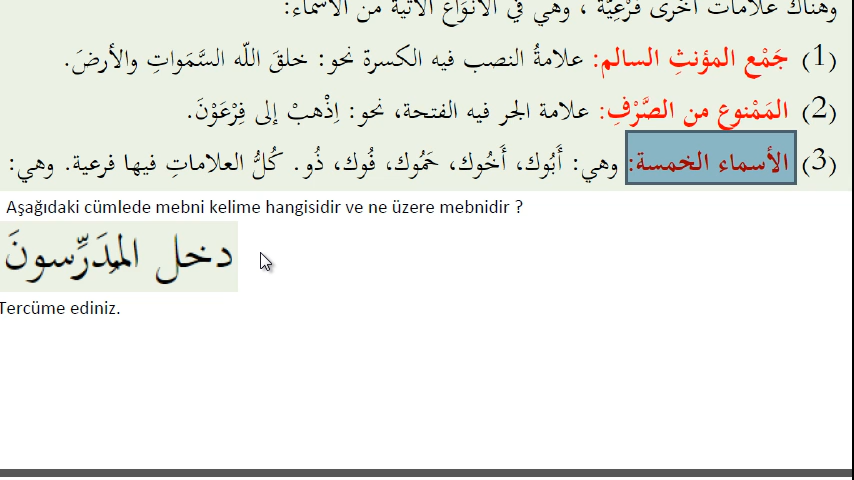 وهناك علامات أخرى فَرْعِيَّة ، وهي في الأنْوَاع الآتية من الأسماء:
(1) جَمْع المؤنثِ السالم: علامةُ النصب فيه الكسرة نحو: خلقَ اللّه السَّمَواتِ والأرضَ.
(2) المَمْنوع من الصَّرْفِ: علامة الجر فيه الفتحة، نحو: اِذْهبْ إلى فِرْعَوْنَ.
(3) الأسماء الخمسة: وهي: أَبُوك، أَخُوك، حَمُوك، فُوك، ذُو. كُلُّ العلاماتِ فيها فرعية. وهي:
Aşağıdaki cümlede mebni kelime hangisidir ve ne üzere mebnidir ?
دخل المُدَرِّسونَ
Tercüme ediniz.